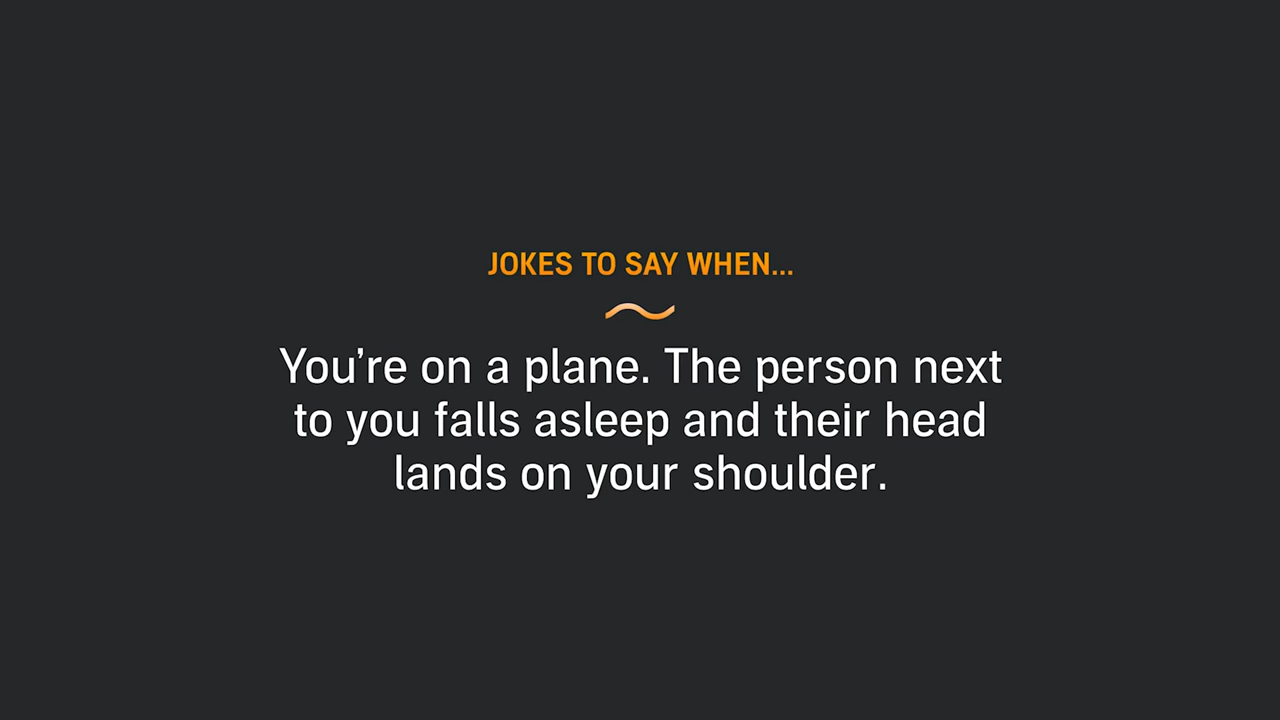 JOKES TO SAY WHEN...
You're on a plane. The person next
to you falls asleep and their head
lands on your shoulder.